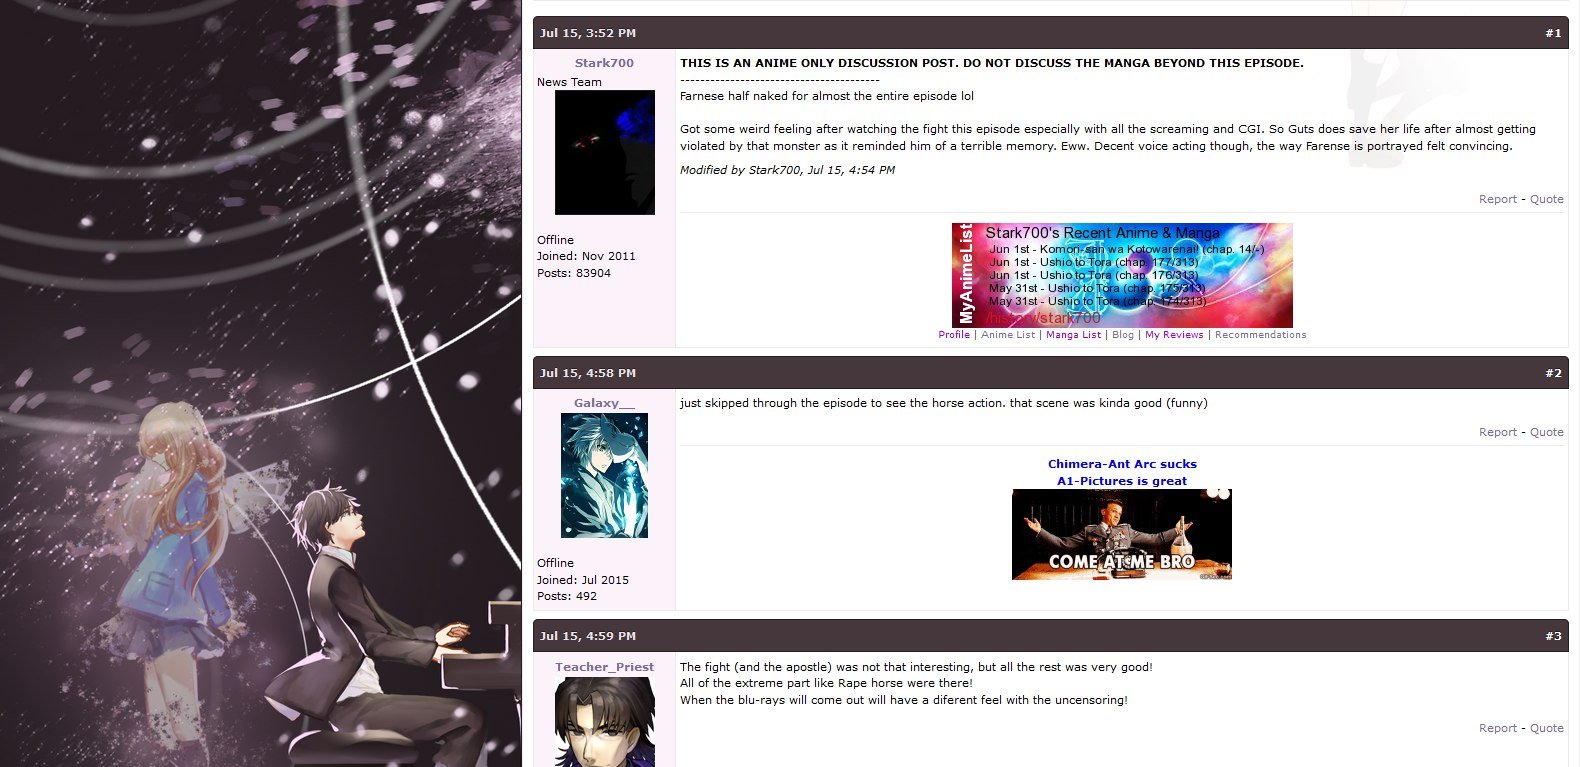 Jul 15, 3:52 PM #1
Stark700
News Team
Offline
Joined: Nov 2011
Posts: 83904
THIS IS AN ANIME ONLY DISCUSSION POST. DO NOT DISCUSS THE MANGA BEYOND THIS EPISODE.
----------------------------------------
Farnese half naked for almost the entire episode lol
Got some weird feeling after watching the fight this episode especially with all the screaming and CGI. So Guts does save her life after almost getting
violated by that monster as it reminded him of a terrible memory. Eww. Decent voice acting though, the way Farense is portrayed felt convincing.
Modified by Stark700, Jul 15, 4:54 PM
Report - Quote
MyAnimeList
Stark700's Recent Anime & Manga
Jun 1st - Komori-san wa Kotowarenai! (chap. 14/-)
Jun 1st - Ushio to Tora (chap. 177/313)
Jun 1st - Ushio to Tora (chap. 176/313)
May 31st - Ushio to Tora (chap. 175/313)
May 31st - Ushio to Tora (chap. 174/313)
/history/stark700
Profile | Anime List | Manga List | Blog | My Reviews | Recommendations
Jul 15, 4:58 PM #2
Galaxy__
Offline
Joined: Jul 2015
Posts: 492
just skipped through the episode to see the horse action. that scene was kinda good (funny)
Report - Quote
Chimera-Ant Arc sucks
A1-Pictures is great
COME AT ME BRO
Jul 15, 4:59 PM #3
Teacher_Priest
The fight (and the apostle) was not that interesting, but all the rest was very good!
All of the extreme part like Rape horse were there!
When the blu-rays will come out will have a diferent feel with the uncensoring!
Report - Quote